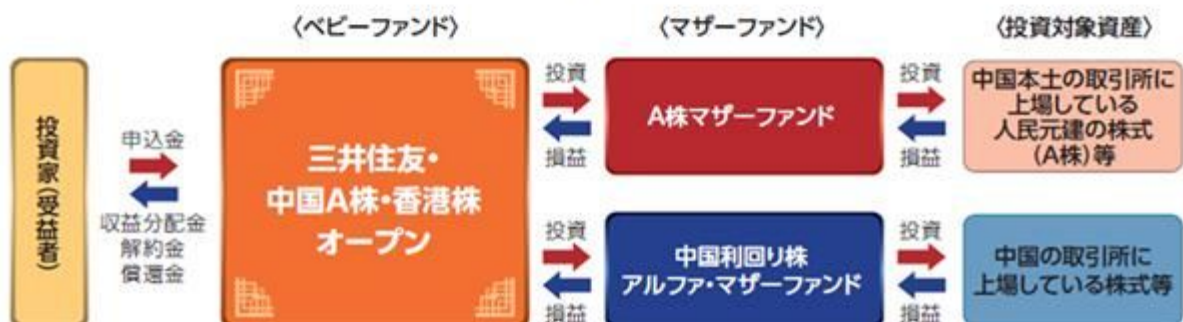 〈ベビーファンド〉
〈マザーファンド〉
〈投資対象資産〉
投資家(受益者)
申込金
収益分配金
解約金
償還金
三井住友・
中国A株・香港株
オープン
投資
損益
A株マザーファンド
投資
損益
中国本土の取引所に
上場している
人民元建の株式
(A株)等
投資
損益
中国利回り株
アルファ・マザーファンド
投資
損益
中国の取引所に
上場している株式等